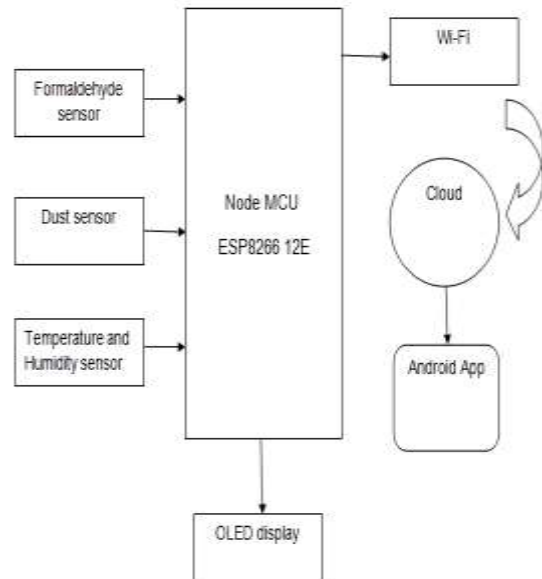 Wi-Fi
Formaldehyde
sensor
Node MCU
ESP8266 12E
Dust sensor
Cloud
Temperature and
Humidity sensor
Android App
OLED display